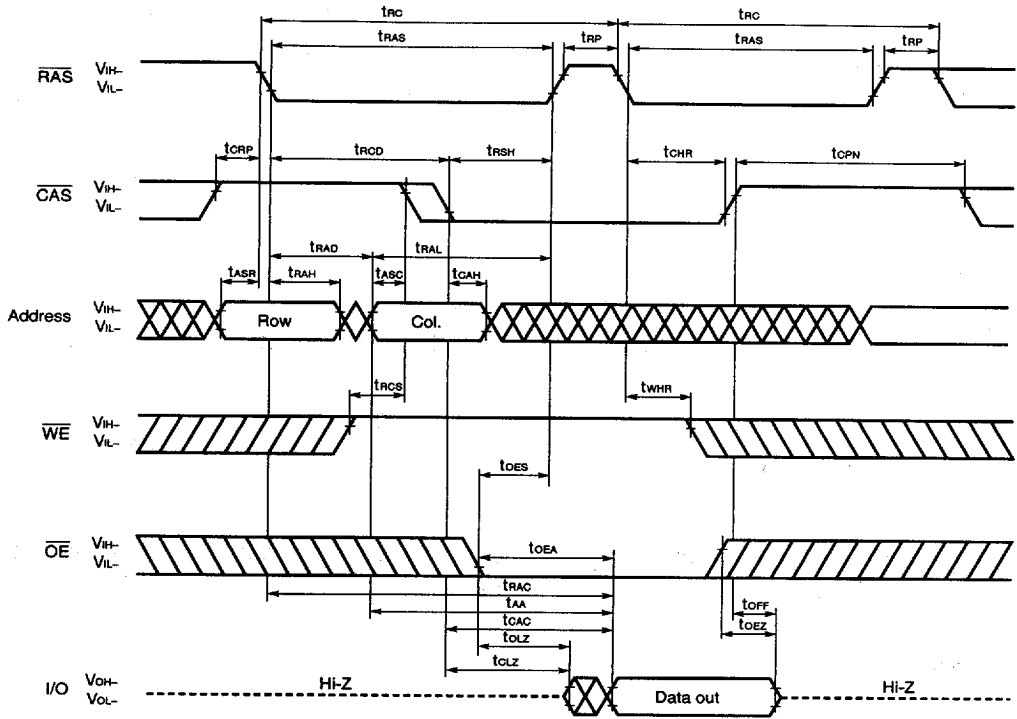 tRC tRC
tRAS tRP tRAS tRP
RAS VIH–
VIL–
tCRP tRCD tRSH tCHR tCPN
CAS VIH–
VIL–
tRAD tRAL
tASR tRAH tASC tCAH
Address VIH–
VIL–
Row Col.
tRCS tWHR
WE VIH–
VIL–
tOES
OE VIH–
VIL–
tOEA
tRAC
tAA tOFF
tCAC tOEZ
tOLZ
tCLZ
I/O VOH–
VOL–
Hi-Z Data out Hi-Z